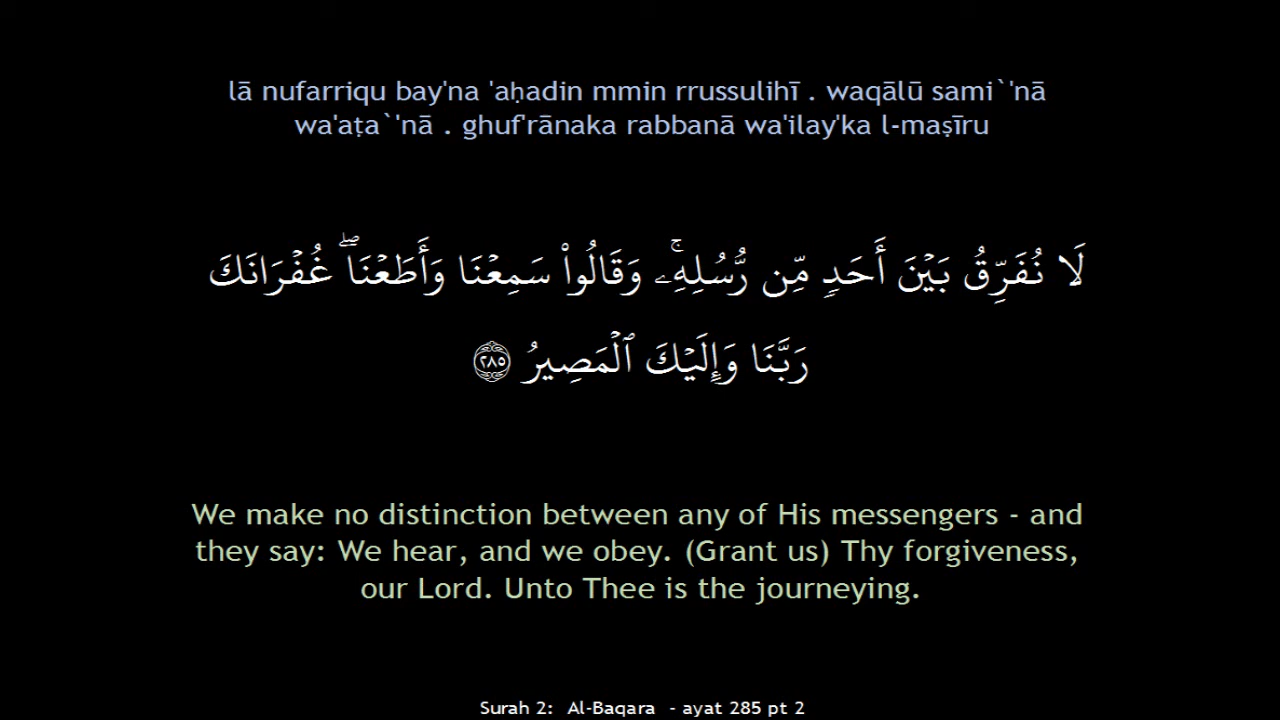 lā nufarriqu bay'na 'aḥadin mmin rrussulihī . waqālū sami`'nā
wa'aṭa`'nā . ghuf'rānaka rabbanā wa'ilay'ka l-maṣīru
لَا نُفَرِّقُ بَيْنَ أَحَدٍ مِّن رُّسُلِهِۦۚ وَقَالُوا۟ سَمِعْنَا وَأَطَعْنَاۖ غُفْرَانَكَ
رَبَّنَا وَإِلَيْكَ ٱلْمَصِيرُ ٢٨٥
We make no distinction between any of His messengers - and
they say: We hear, and we obey. (Grant us) Thy forgiveness,
our Lord. Unto Thee is the journeying.
Surah 2: Al-Baqara - ayat 285 pt 2